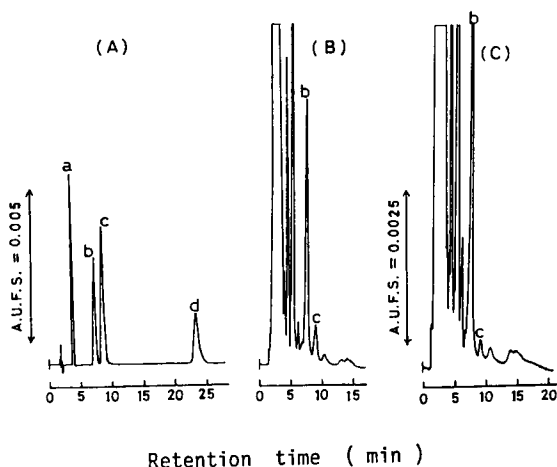 (A)
(B)
(C)
a
b
c
d
b
c
b
c
A.U.F.S. = 0.005
A.U.F.S. = 0.0025
0 5 10 15 20 25
0 5 10 15
0 5 10 15 20
Retention time ( min )